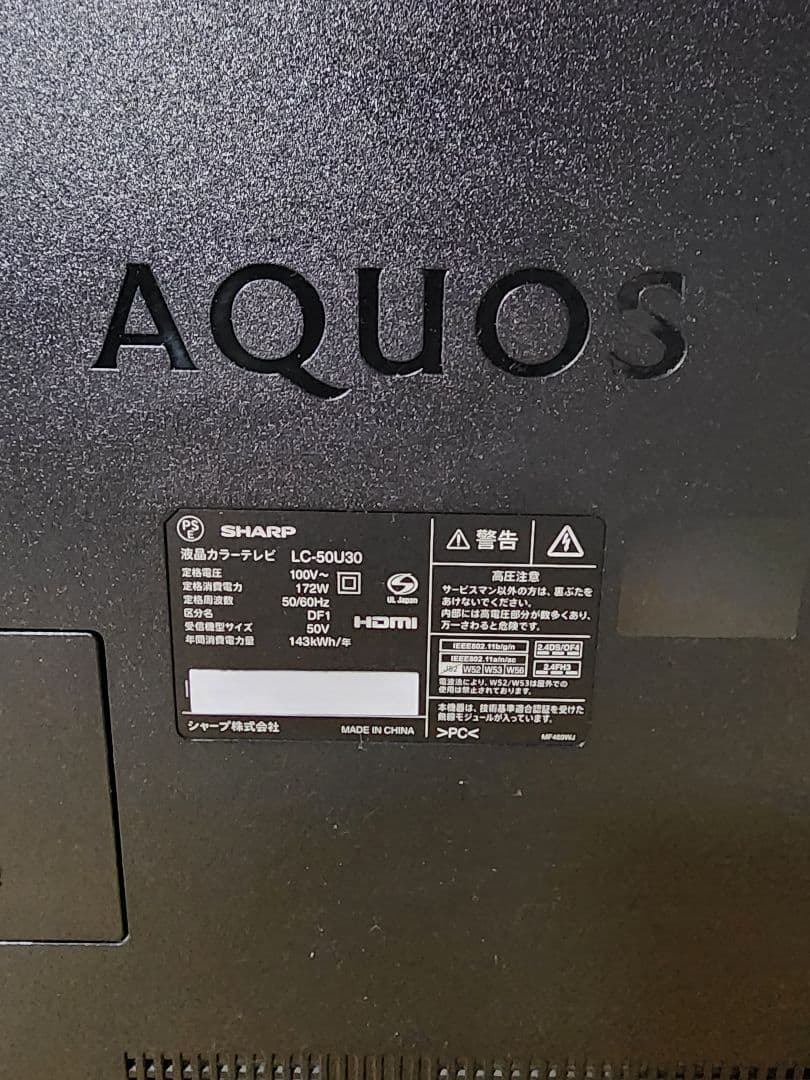 AQUOS
PS
E
SHARP
液晶カラーテレビ LC-50U30
定格電圧 100V~
定格消費電力 172W
定格周波数 50/60Hz
区分名 DF1
受信機型サイズ 50V
年間消費電力量 143kWh/年
UL Japan
HDMI
シャープ株式会社 MADE IN CHINA
警告
高圧注意
サービスマン以外の方は、裏ぶたを
あけないでください。
内部には高電圧部分が数多くあり、
万一さわると危険です。
IEEE802.11b/g/n 2.4DS/OF4
IEEE802.11a/n/ac
J52 W52 W53 W56 2.4FH3
電波法により、W52/W53は屋外での
使用は禁止されております。
本機器は、技術基準適合認証を受けた
無線モジュールが入っています。
>PC<